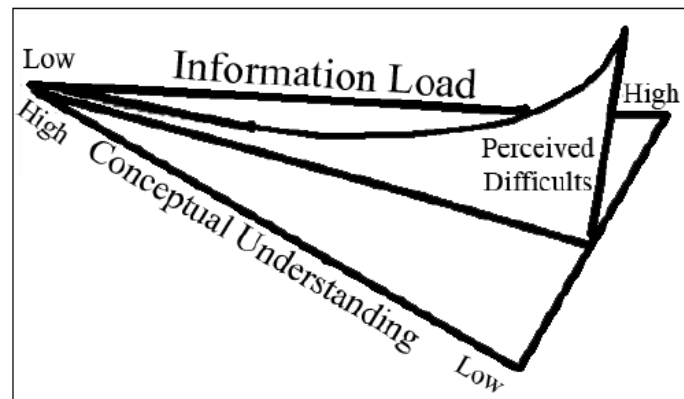 Low
Information Load
High
High
Conceptual Understanding
Perceived
Difficults
Low